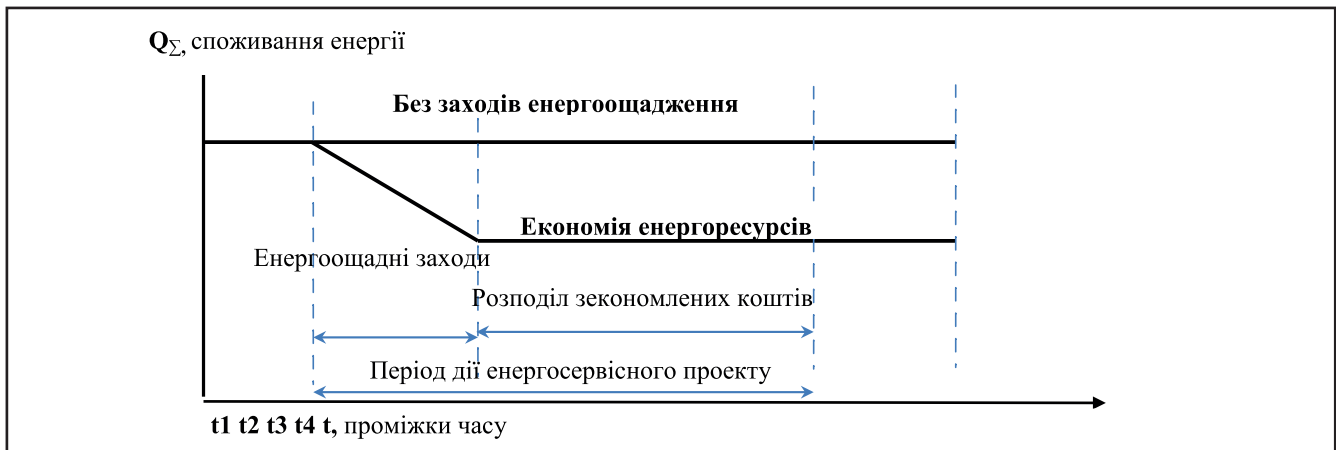 QΣ, споживання енергії
Без заходів енергоощадження
Економія енергоресурсів
Енергоощадні заходи
Розподіл зекономлених коштів
Період дії енергосервісного проекту
t1 t2 t3 t4 t, проміжки часу